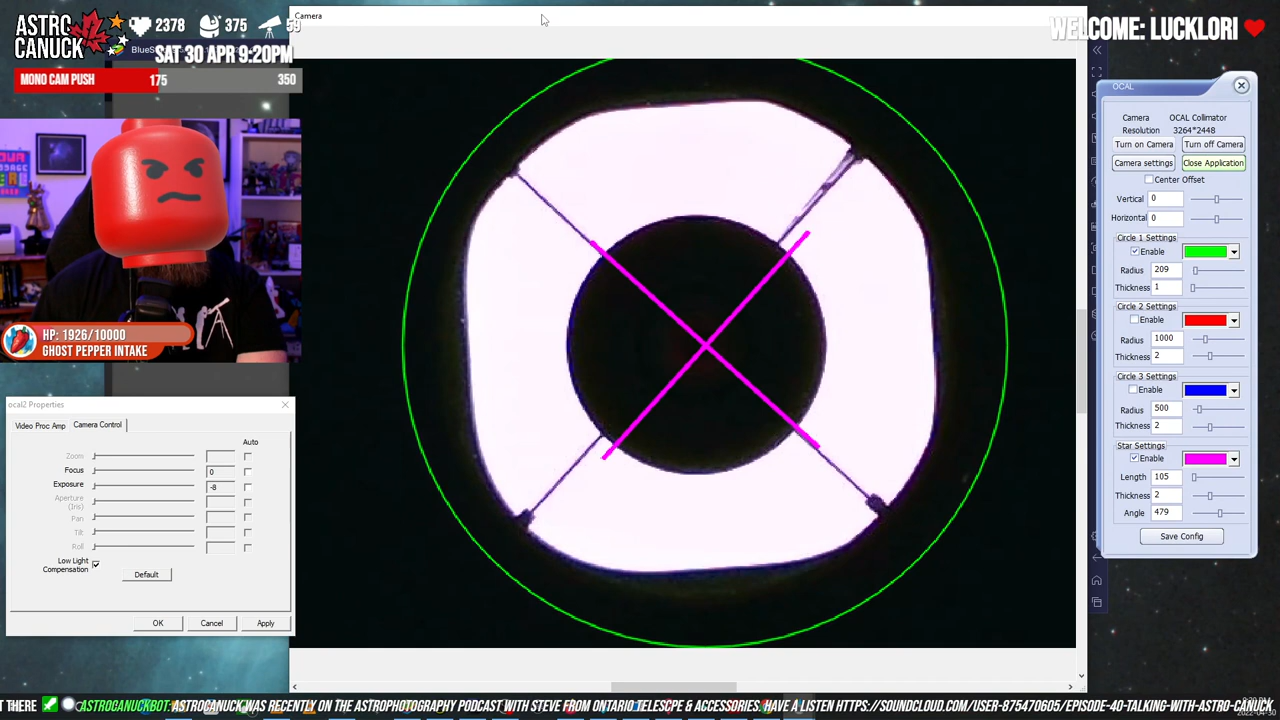 ASTRO
CANUCK
2378
375
59
BlueS
SAT 30 APR 9:20PM
MONO CAM PUSH 175 350
Camera
WELCOME: LUCKLORI
HP: 1926/10000
GHOST PEPPER INTAKE
ocal2 Properties
Video Proc Amp
Camera Control
Auto
Zoom
Focus 0
Exposure -8
Aperture
(Iris)
Pan
Tilt
Roll
Low Light
Compensation
Default
OK
Cancel
Apply
OCAL
Camera OCAL Collimator
Resolution 3264*2448
Turn on Camera
Turn off Camera
Camera settings
Close Application
Center Offset
Vertical 0
Horizontal 0
Circle 1 Settings
Enable
Radius 209
Thickness 1
Circle 2 Settings
Enable
Radius 1000
Thickness 2
Circle 3 Settings
Enable
Radius 500
Thickness 2
Star Settings
Enable
Length 105
Thickness 2
Angle 479
Save Config
T THERE ASTROCANUCKBOT: ASTROCANUCK WAS RECENTLY ON THE ASTROPHOTOGRAPHY PODCAST WITH STEVE FROM ONTARIO TELESCPE & ACCESSORIES. HAVE A LISTEN HTTPS://SOUNDCLOUD.COM/USER-875470605/EPISODE-40-TALKING-WITH-ASTRO-CANUCK